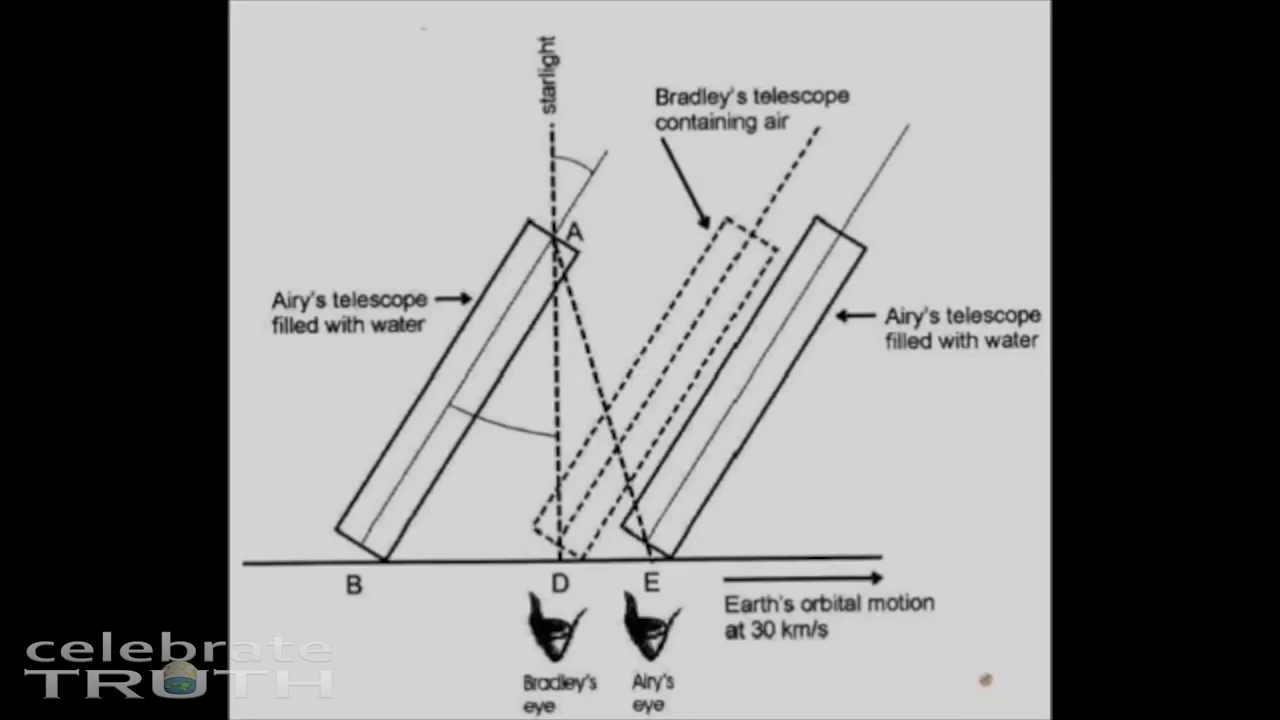 starlight
Bradley's telescope
containing air
A
Airy's telescope
filled with water
Airy's telescope
filled with water
B
D
E
Earth's orbital motion
at 30 km/s
Bradley's
eye
Airy's
eye
celebrate
TRUTH